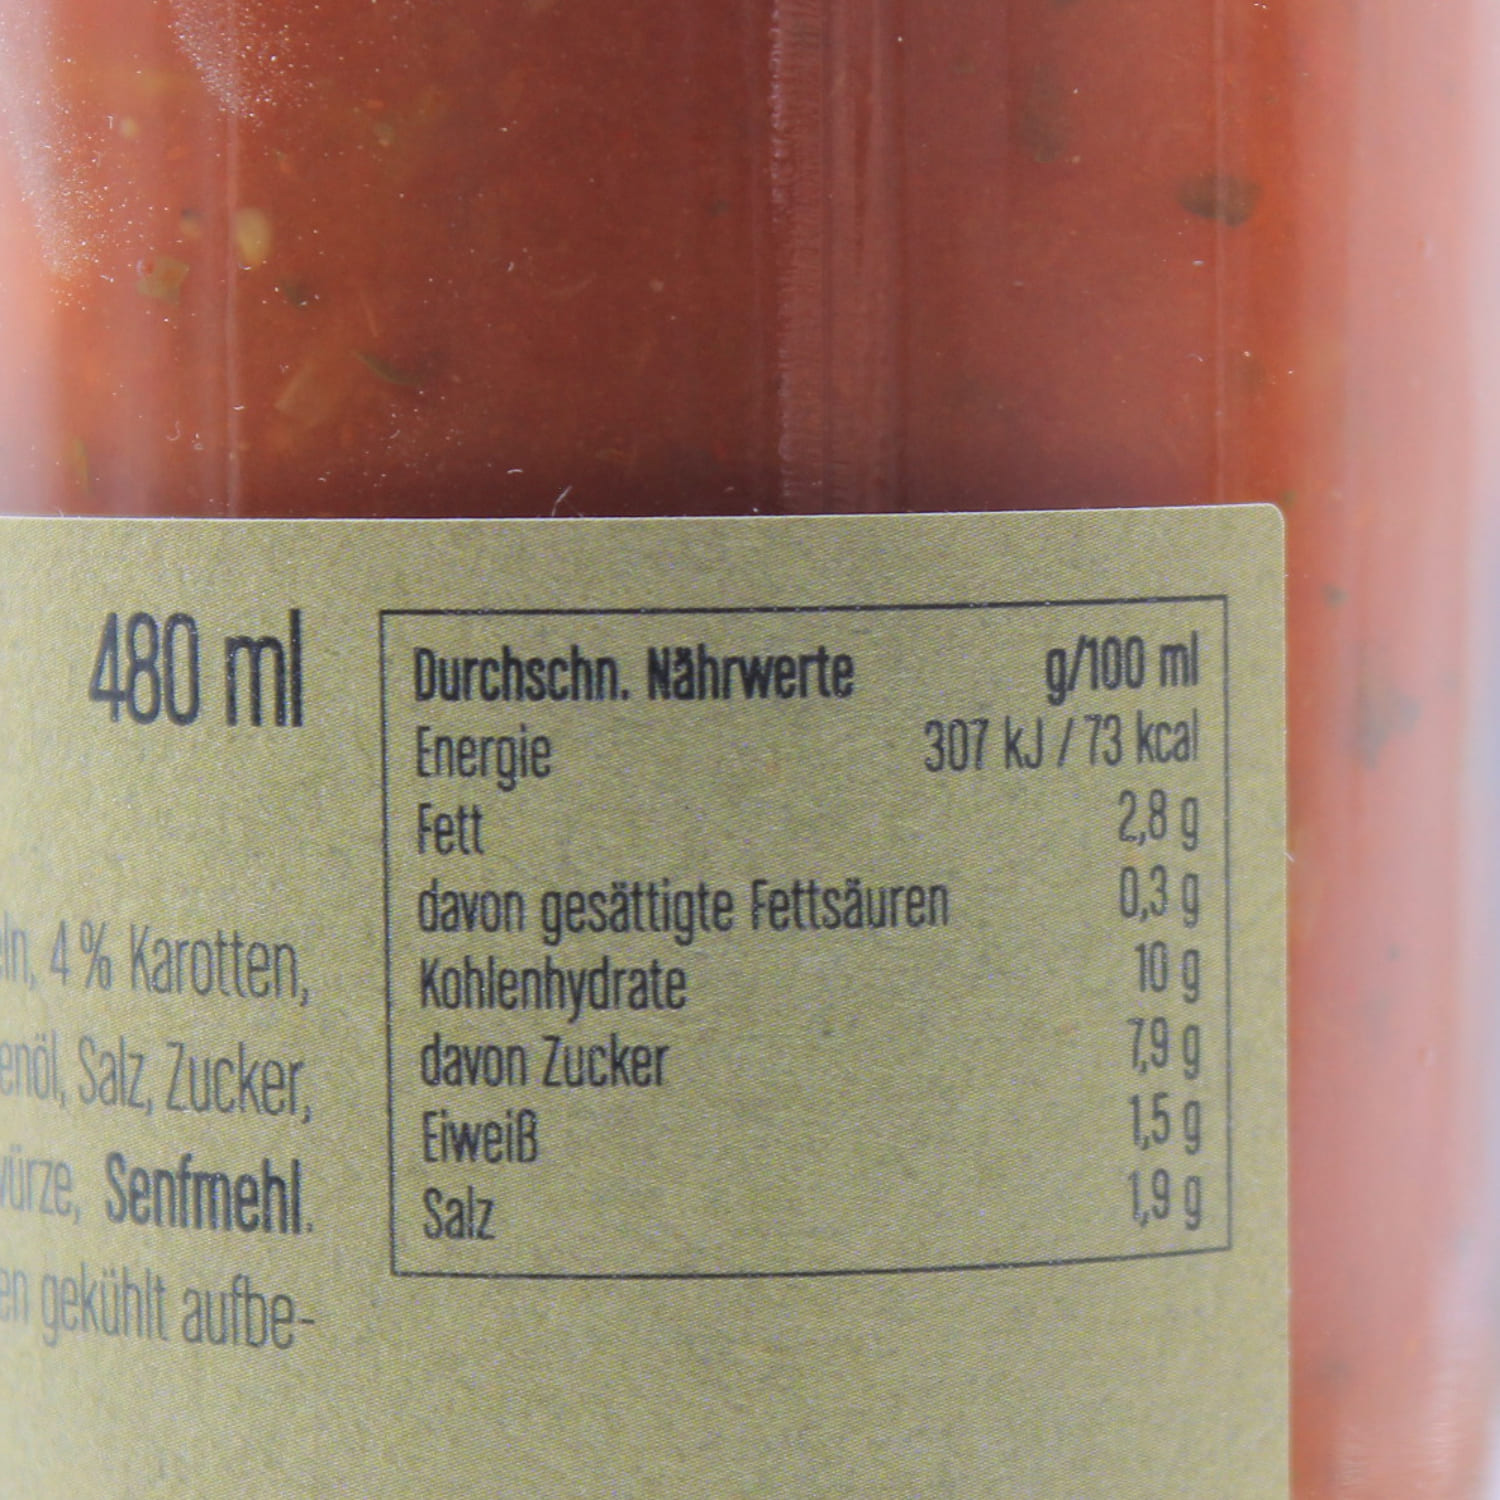 480 ml
4 % Karotten,
Salz, Zucker,
Senfmehl.
gekühlt aufbe-
Durchschn. Nährwerte g/100 ml
Energie 307 kJ / 73 kcal
Fett 2,8 g
davon gesättigte Fettsäuren 0,3 g
Kohlenhydrate 10 g
davon Zucker 7,9 g
Eiweiß 1,5 g
Salz 1,9 g